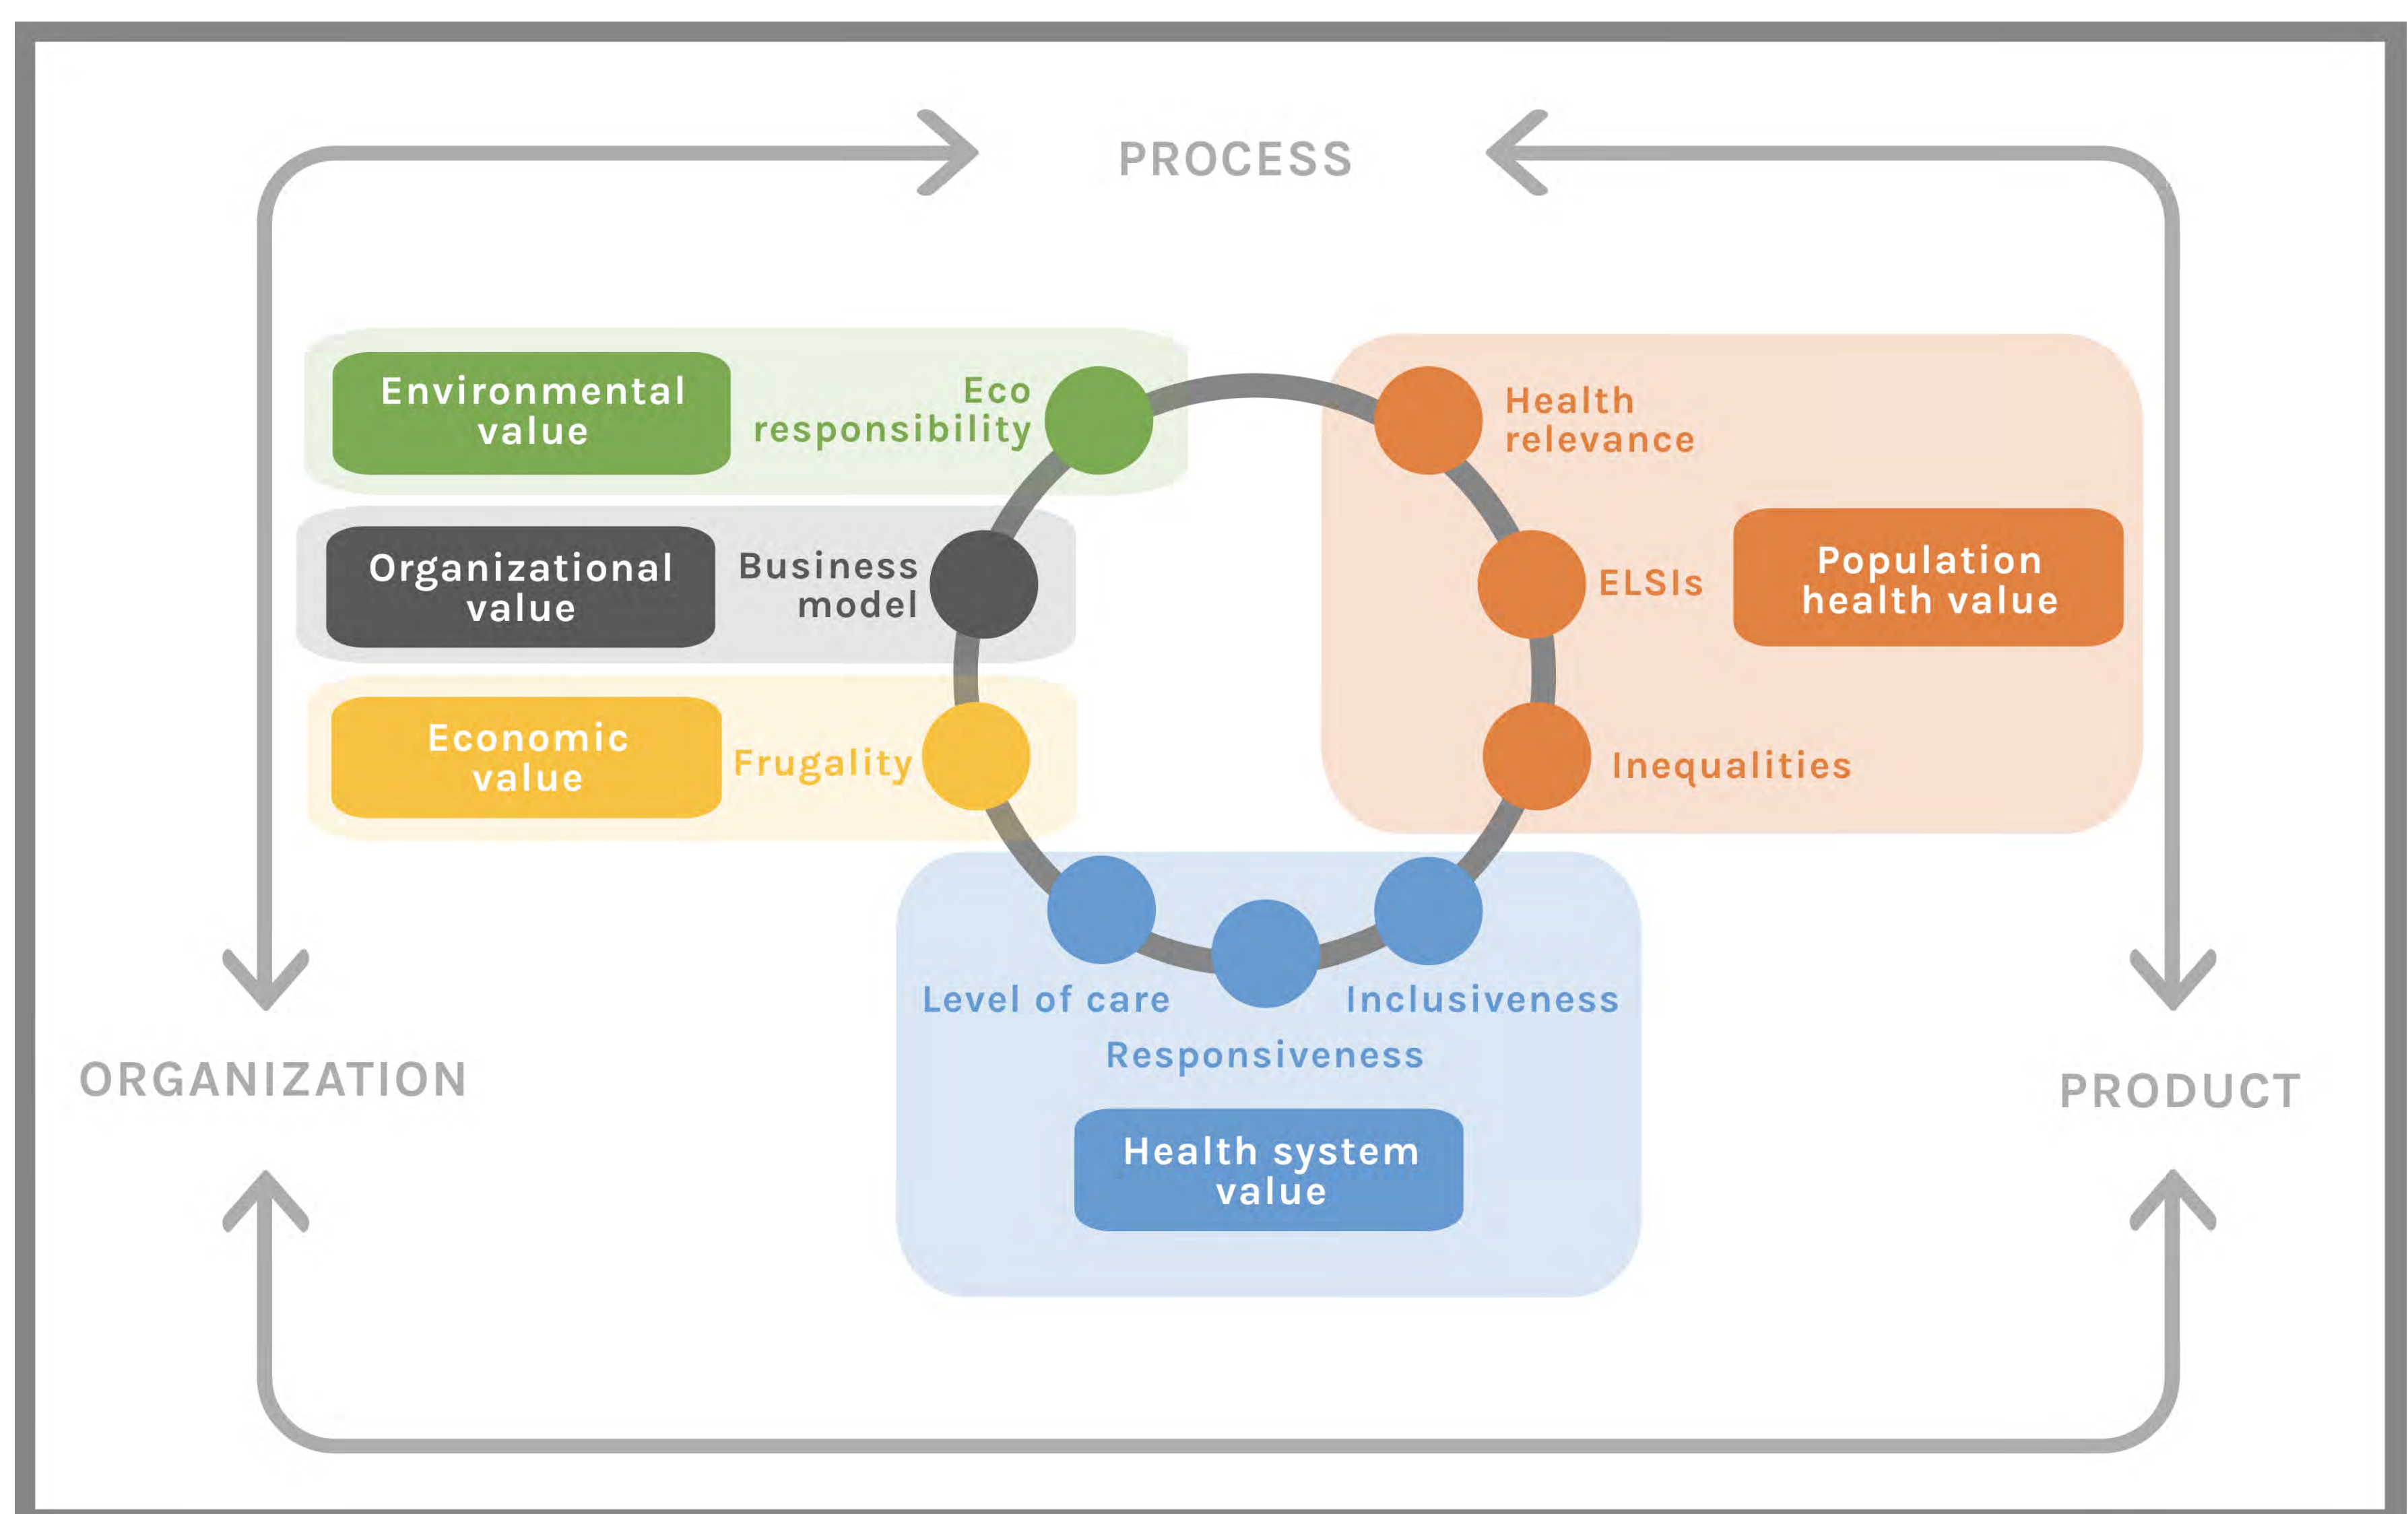 PROCESS
Environmental
value
Eco
responsibility
Health
relevance
Organizational
value
Business
model
ELSIs
Population
health value
Economic
value
Frugality
Inequalities
Level of care
Inclusiveness
Responsiveness
Health system
value
ORGANIZATION
PRODUCT